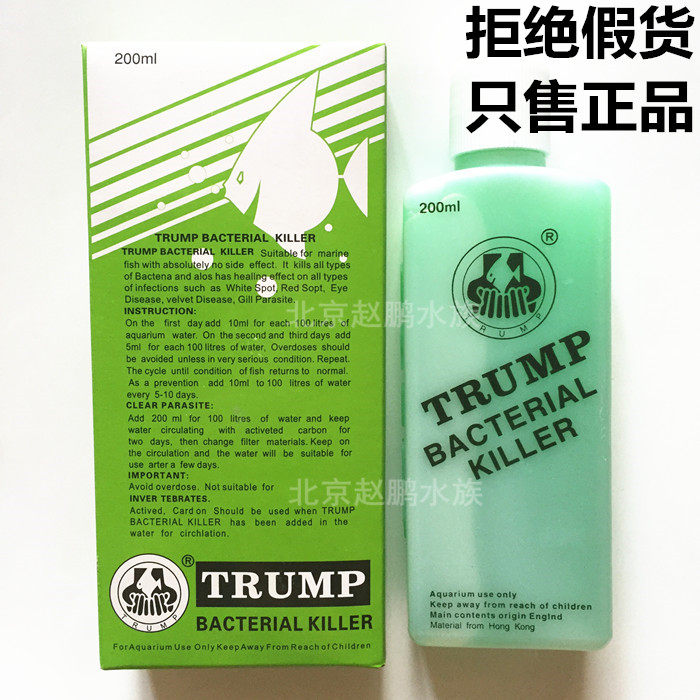 拒绝假货
只售正品
200ml
TRUMP BACTERIAL KILLER
TRUMP BACTERIAL KILLER Suitable for marine
fish with absolutely no side effect. It kills all types
of Bactena and alos has healing effect on all types
of infections such as White Spot, Red Sopt, Eye
Disease, velvet Disease, Gill Parasite.
INSTRUCTION:
On the first day add 10ml for each 100 litres of
aquarium water. On the second and third days add
5ml for each 100 litres of water, Overdoses should
be avoided unless in very serious condition. Repeat.
The cycle until condition of fish returns to normal.
As a prevention add 10ml to 100 litres of water
every 5-10 days.
CLEAR PARASITE:
Add 200 ml for 100 litres of water and keep
water circulating with activeted carbon for
two days, then change filter materials. Keep on
the circulation and the water will be suitable for
use arter a few days.
IMPORTANT:
Avoid overdose. Not suitable for
INVER TEBRATES.
Actived, Card on Should be used when TRUMP
BACTERIAL KILLER has been added in the
water for circhlation.
北京赵鹏水族
北京赵鹏水族
®
TRUMP
TRUMP
BACTERIAL KILLER
For Aquarium Use Only Keep Away From Reach of Children
200ml
®
TRUMP
TRUMP
BACTERIAL
KILLER
Aquarium use only
Keep away from reach of children
Main contents origin Englnd
Material from Hong Kong